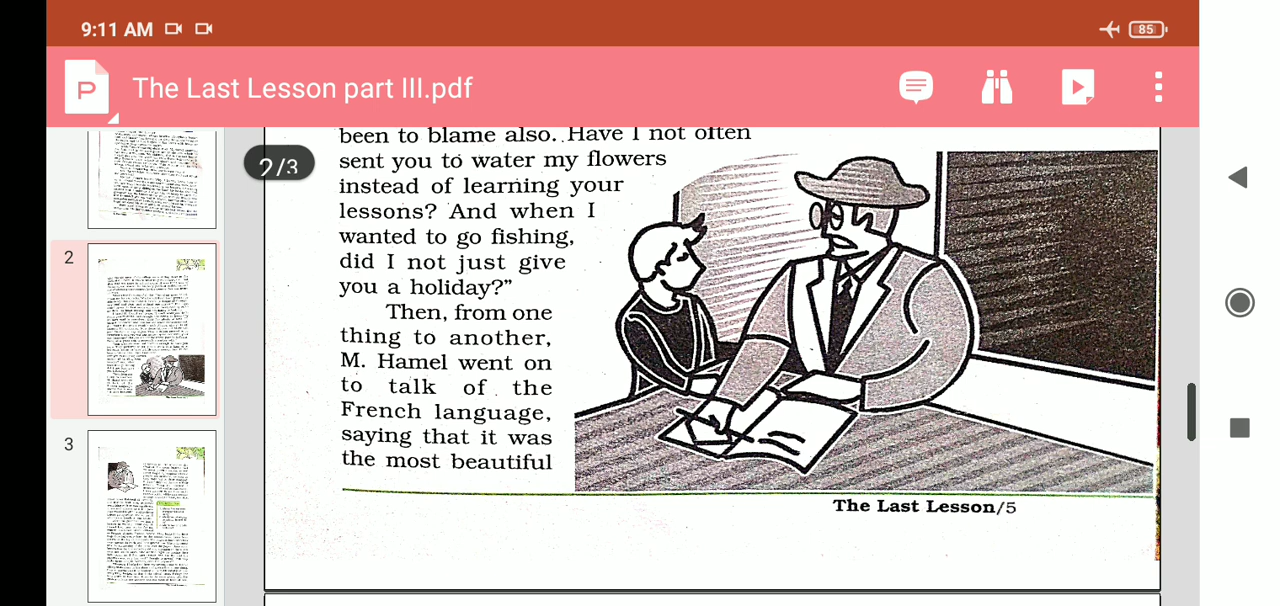 9:11 AM
85
P
The Last Lesson part III.pdf
2/3
2
3
been to blame also. Have I not often
sent you to water my flowers
instead of learning your
lessons? And when I
wanted to go fishing,
did I not just give
you a holiday?”
Then, from one
thing to another,
M. Hamel went on
to talk of the
French language,
saying that it was
the most beautiful
The Last Lesson/5